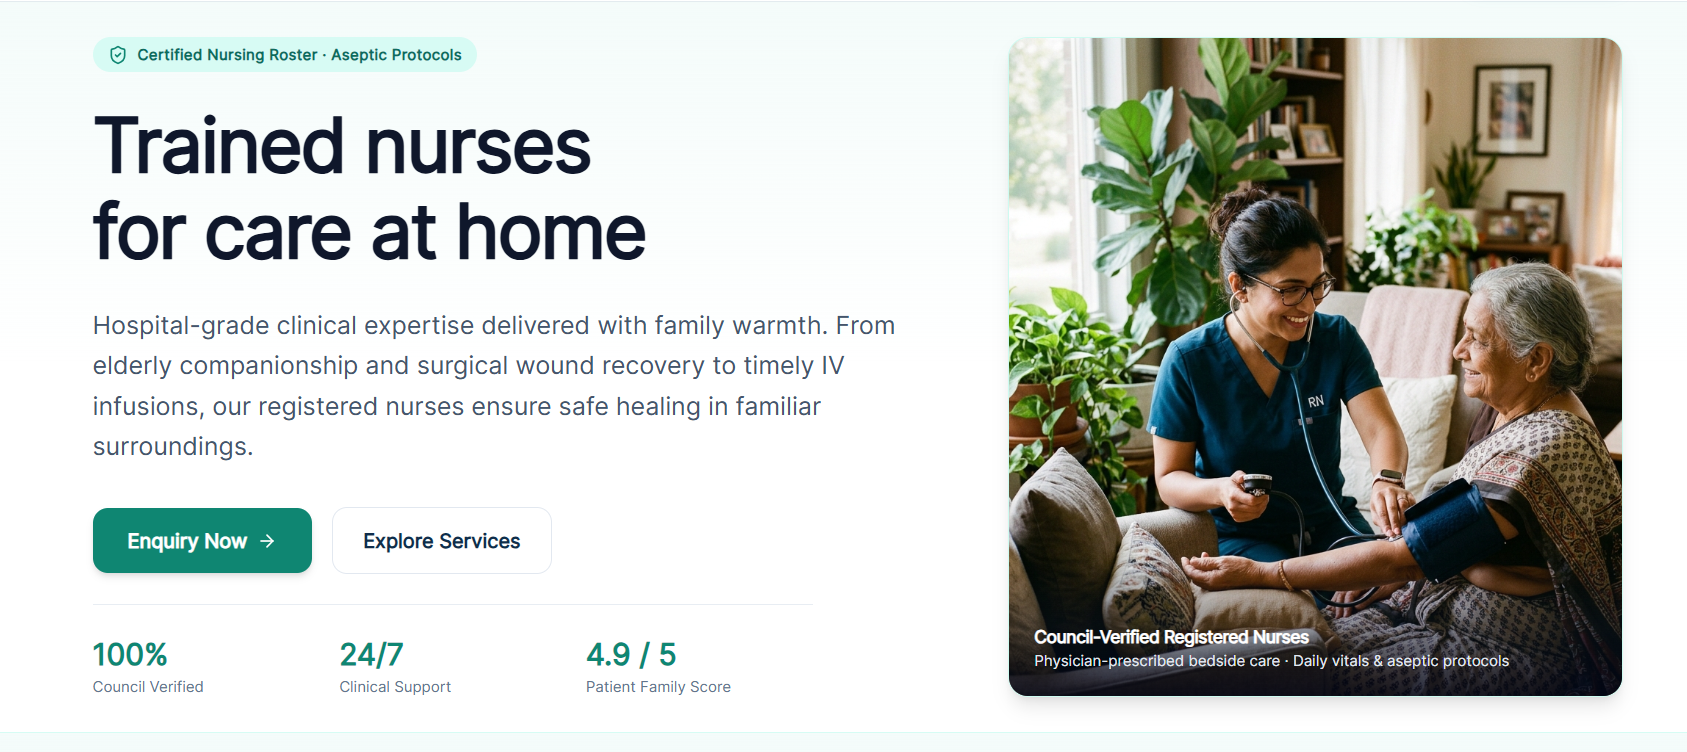 Certified Nursing Roster · Aseptic Protocols
Trained nurses
for care at home
Hospital-grade clinical expertise delivered with family warmth. From
elderly companionship and surgical wound recovery to timely IV
infusions, our registered nurses ensure safe healing in familiar
surroundings.
Enquiry Now →
Explore Services
100%
Council Verified
24/7
Clinical Support
4.9 / 5
Patient Family Score
RN
Council-Verified Registered Nurses
Physician-prescribed bedside care · Daily vitals & aseptic protocols